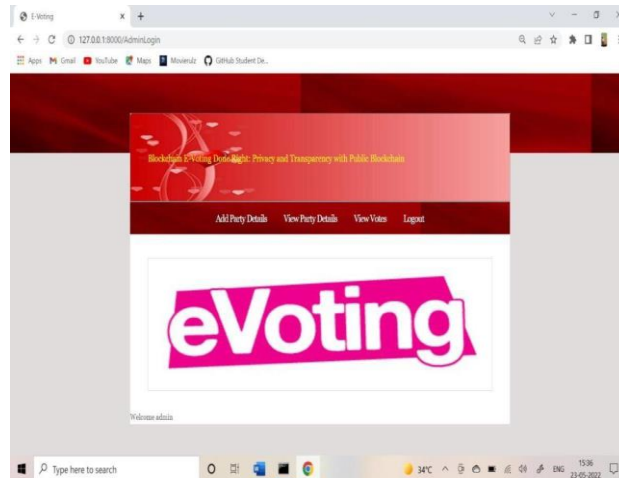 E-Voting
127.0.0.1:8000/AdminLogin
Apps Gmail YouTube Maps Movierulz GitHub Student De...
Blockchain E-Voting Done Right: Privacy and Transparency with Public Blockchain
Add Party Details View Party Details View Votes Logout
eVoting
Welcome admin
Type here to search
34°C ENG 15:36
23-05-2022